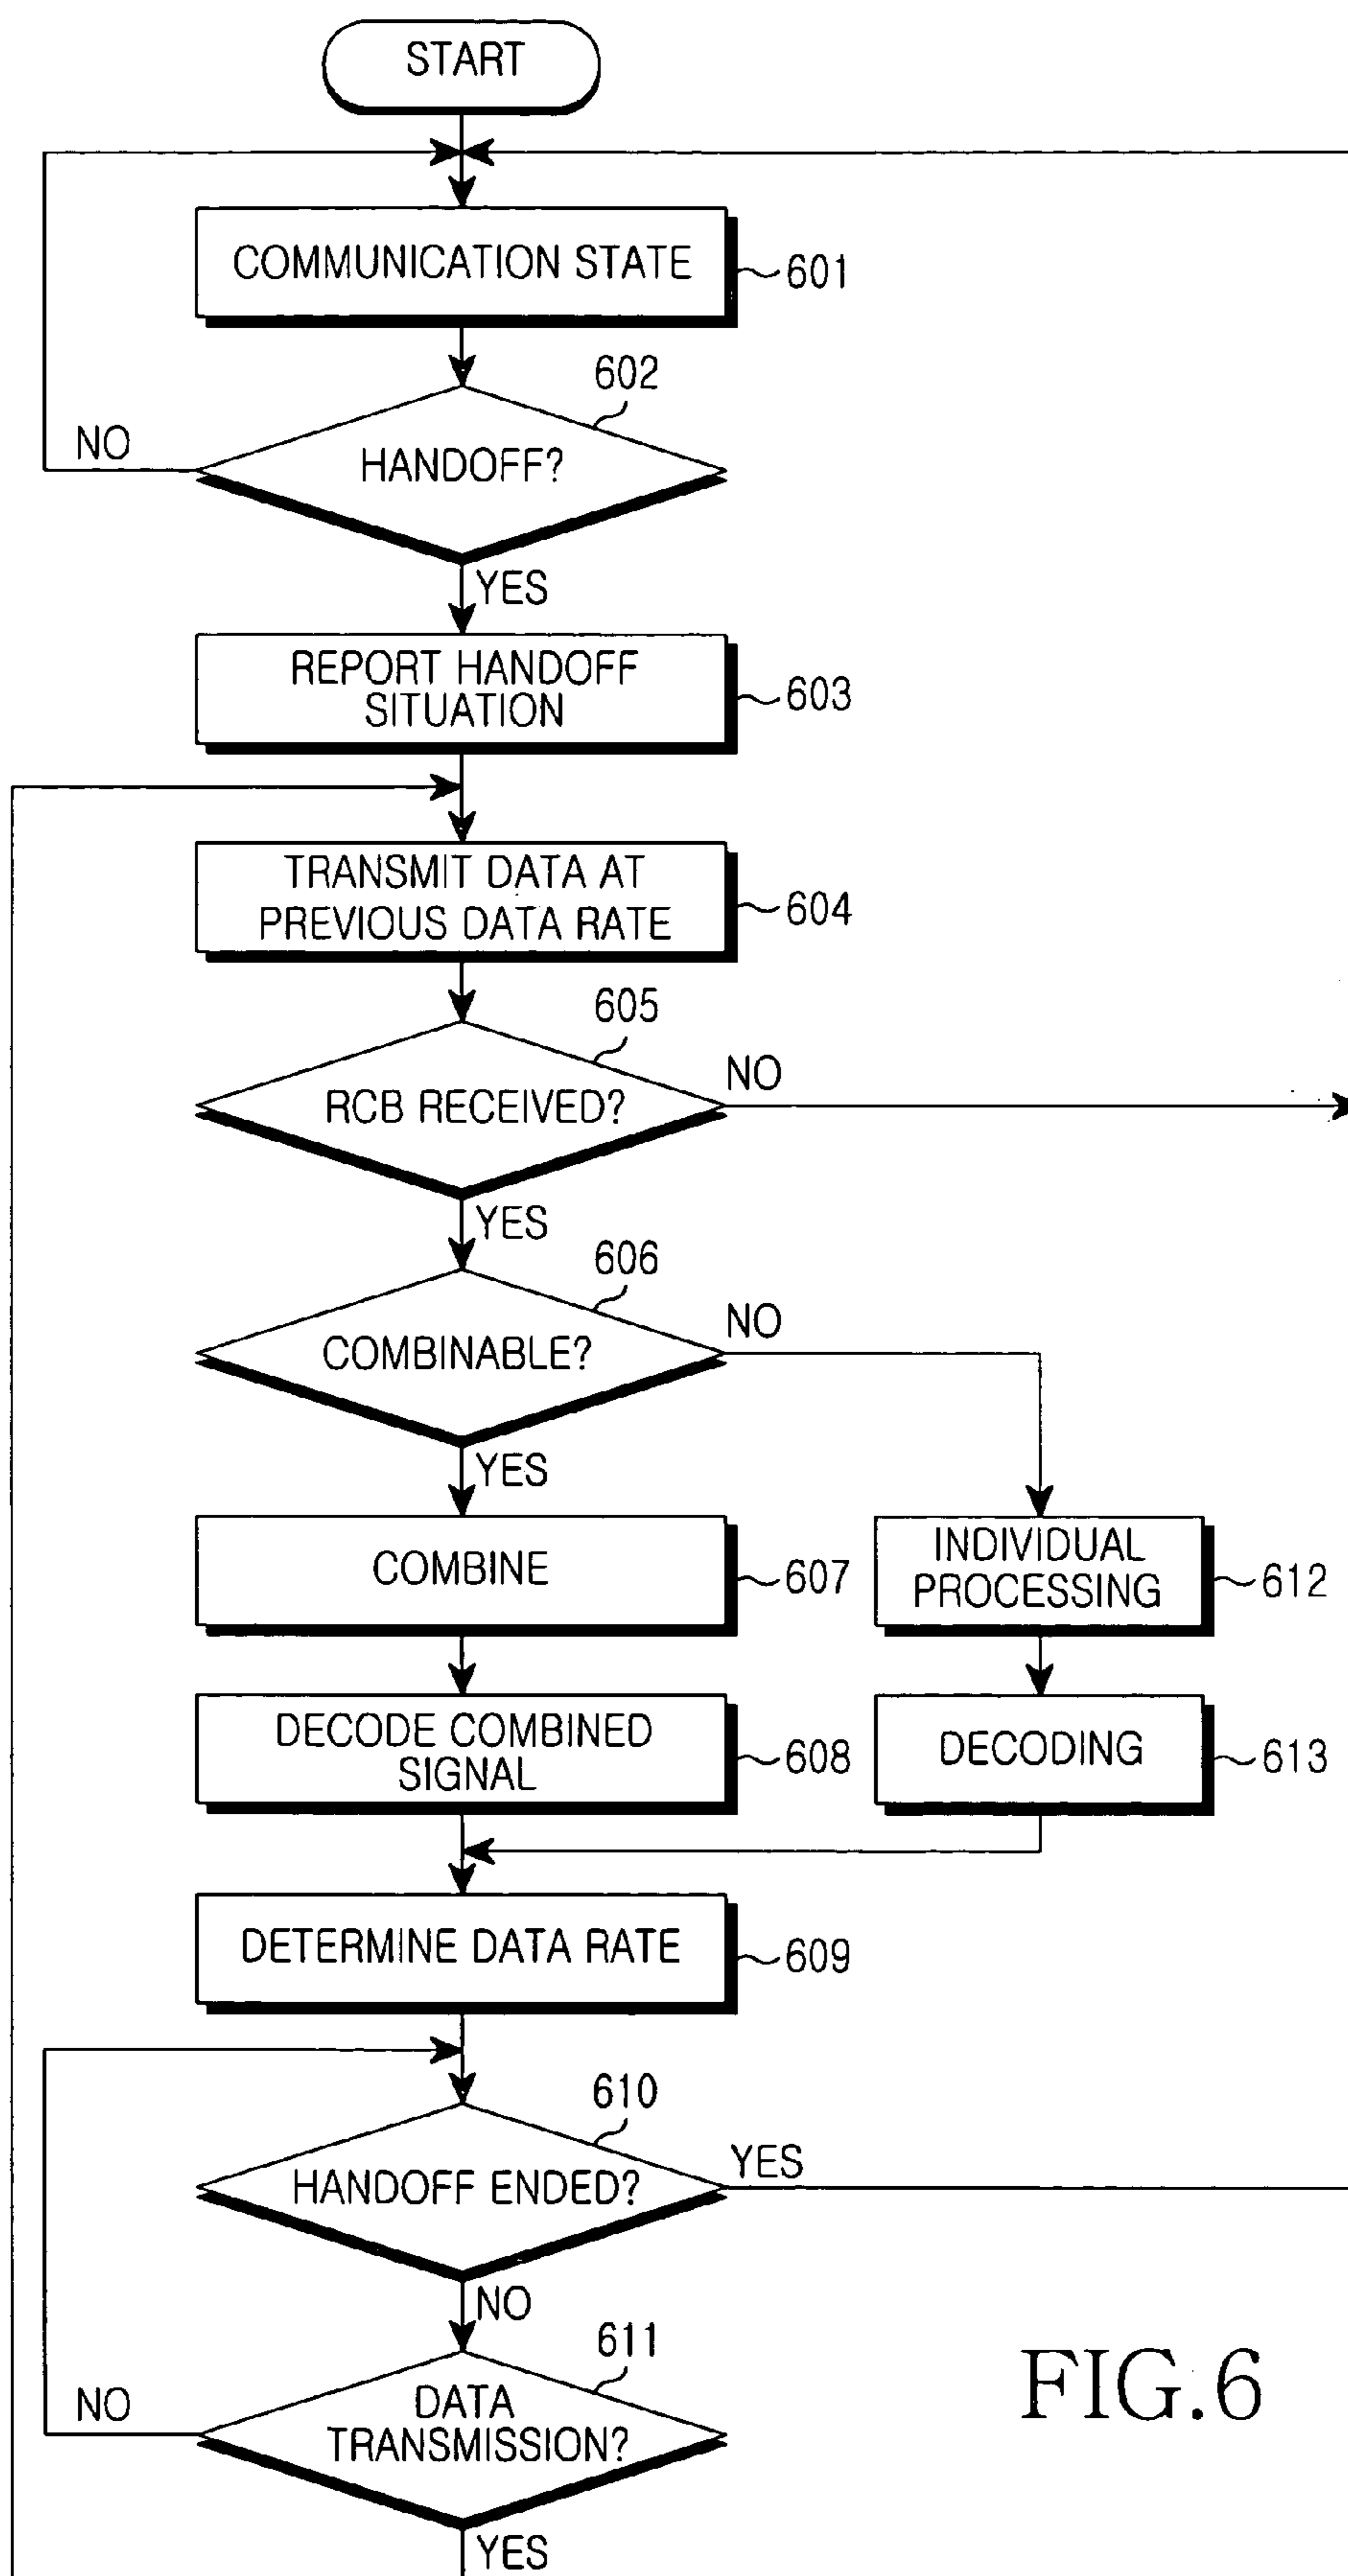 START
COMMUNICATION STATE
601
602
HANDOFF?
NO
YES
REPORT HANDOFF
SITUATION
603
TRANSMIT DATA AT
PREVIOUS DATA RATE
604
605
RCB RECEIVED?
NO
YES
606
COMBINABLE?
NO
YES
COMBINE
607
INDIVIDUAL
PROCESSING
612
DECODE COMBINED
SIGNAL
608
DECODING
613
DETERMINE DATA RATE
609
610
HANDOFF ENDED?
YES
NO
611
DATA
TRANSMISSION?
NO
YES
FIG.6